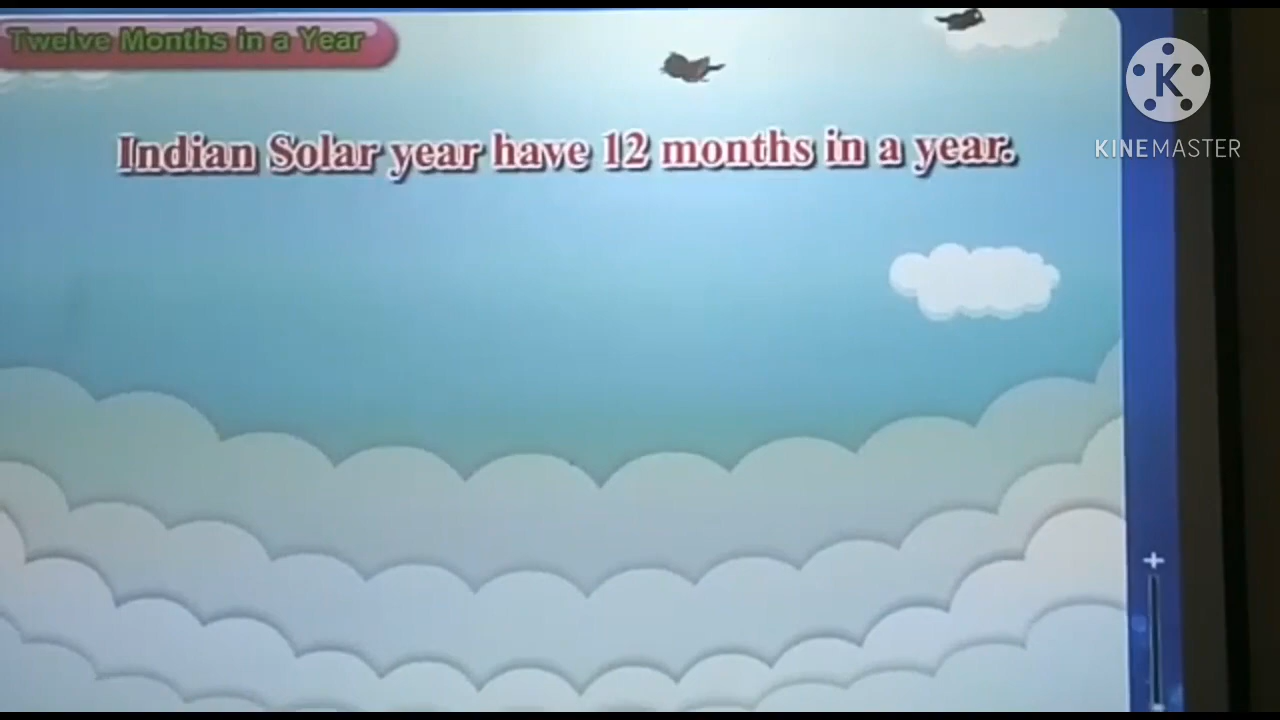 Twelve Months in a Year
Indian Solar year have 12 months in a year.
K
KINEMASTER